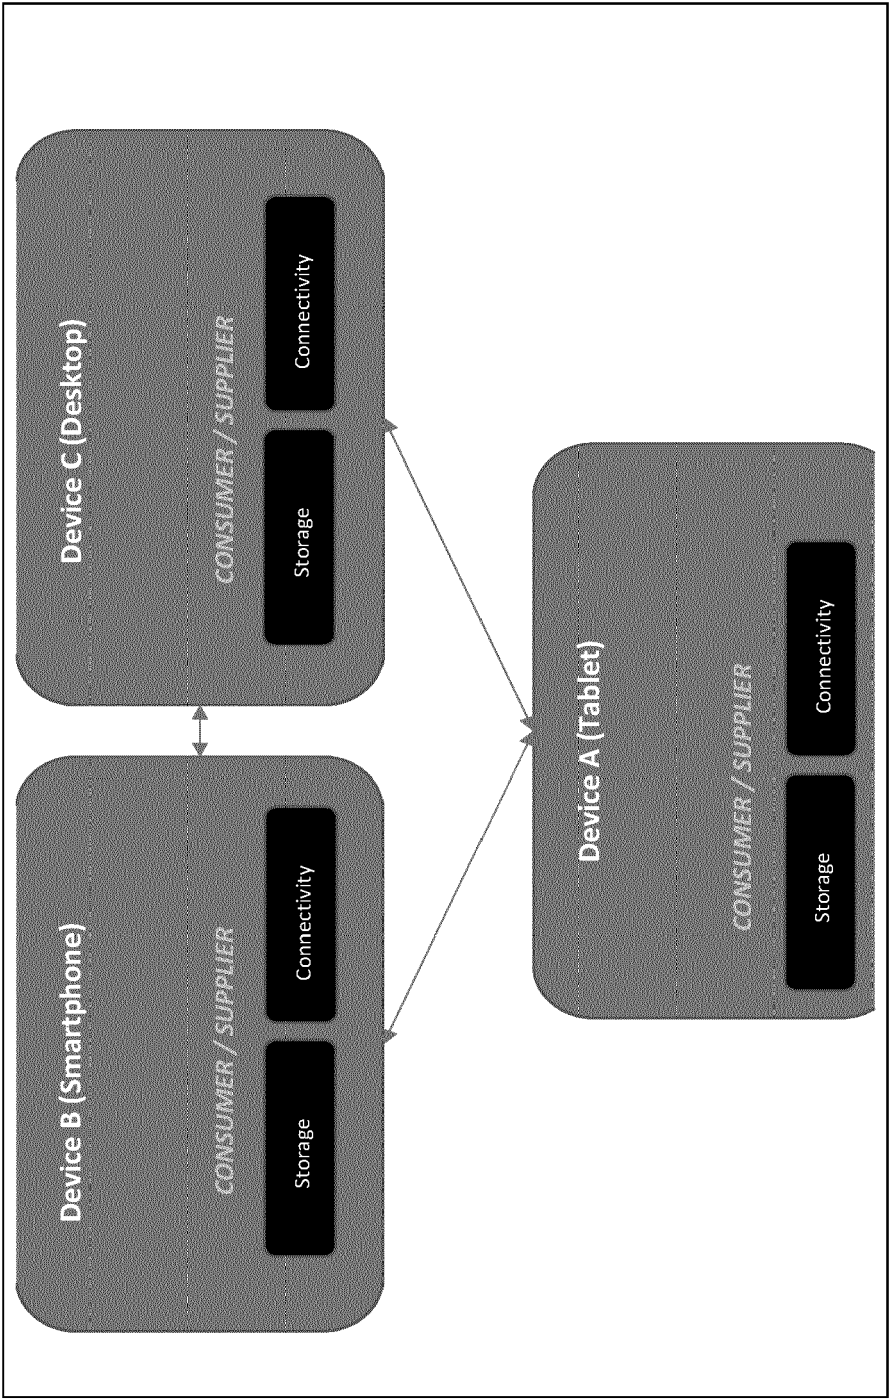 Device B (Smartphone)
CONSUMER / SUPPLIER
Storage
Connectivity
Device C (Desktop)
CONSUMER / SUPPLIER
Storage
Connectivity
Device A (Tablet)
CONSUMER / SUPPLIER
Storage
Connectivity